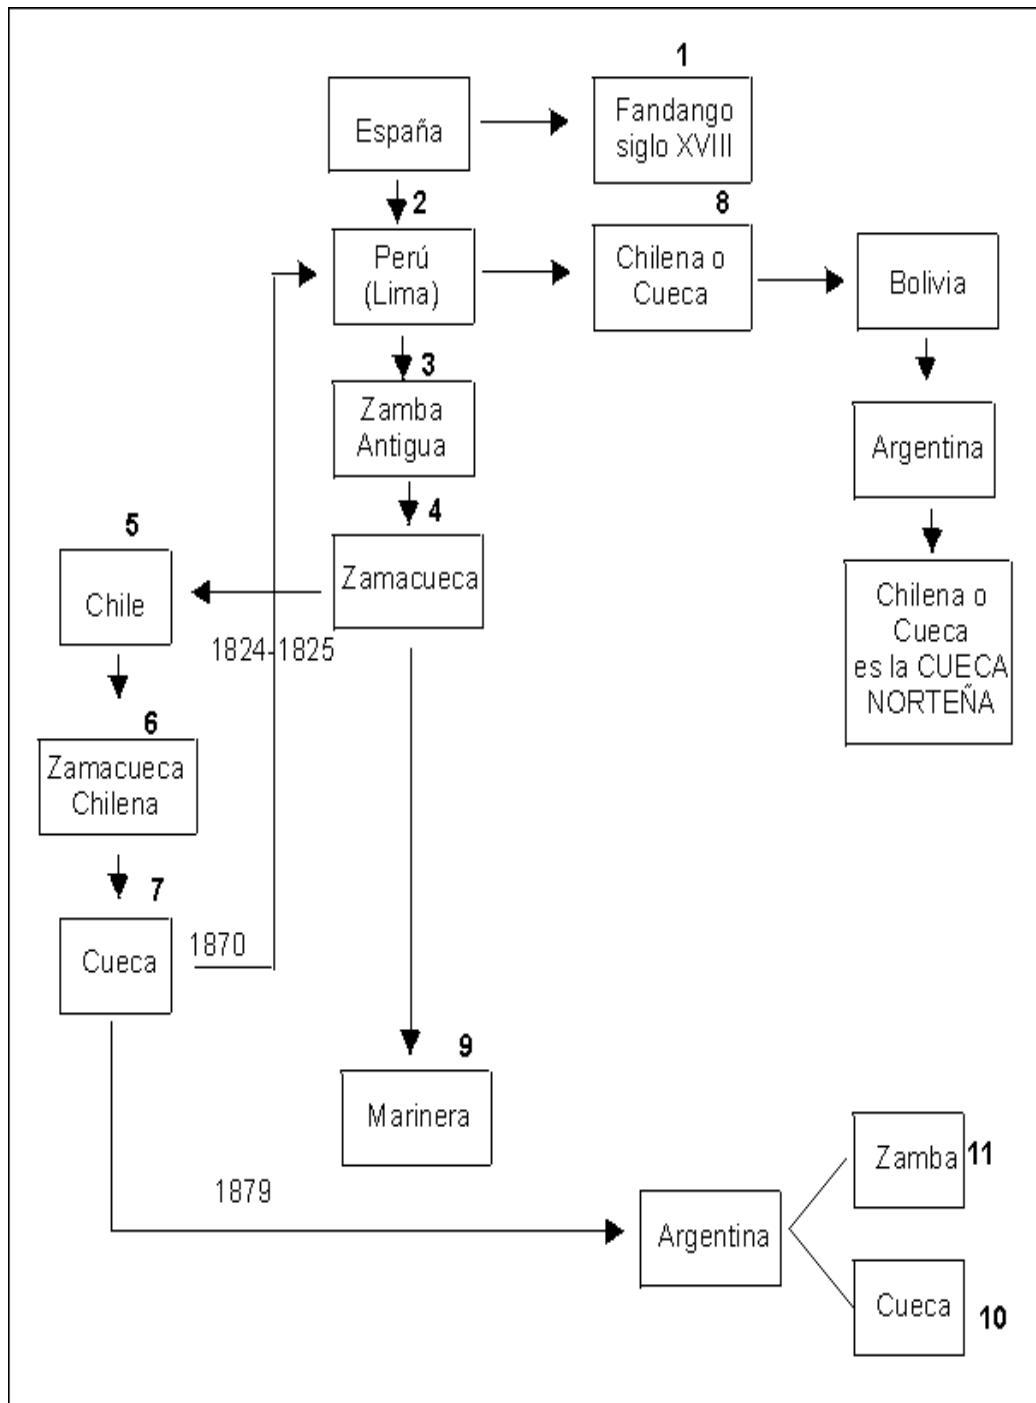 1
España
Fandango
siglo XVIII
2
8
Perú
(Lima)
Chilena o
Cueca
Bolivia
3
Zamba
Antigua
Argentina
4
5
Zamacueca
Chile
1824-1825
Chilena o
Cueca
es la CUECA
NORTEÑA
6
Zamacueca
Chilena
7
Cueca
1870
9
Marinera
1879
Argentina
Zamba
11
Cueca
10